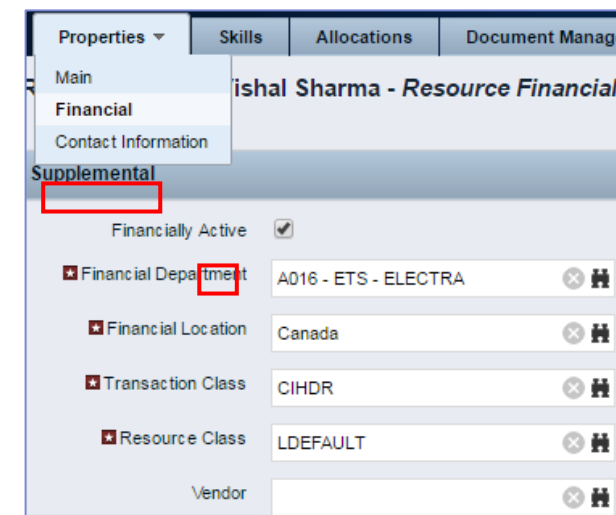 Properties Skills Allocations Document Manag
Main
ishal Sharma - Resource Financial
Financial
Contact Information
Supplemental
Financially Active
Financial Department A016 - ETS - ELECTRA
Financial Location Canada
Transaction Class CIHDR
Resource Class LDEFAULT
Vendor